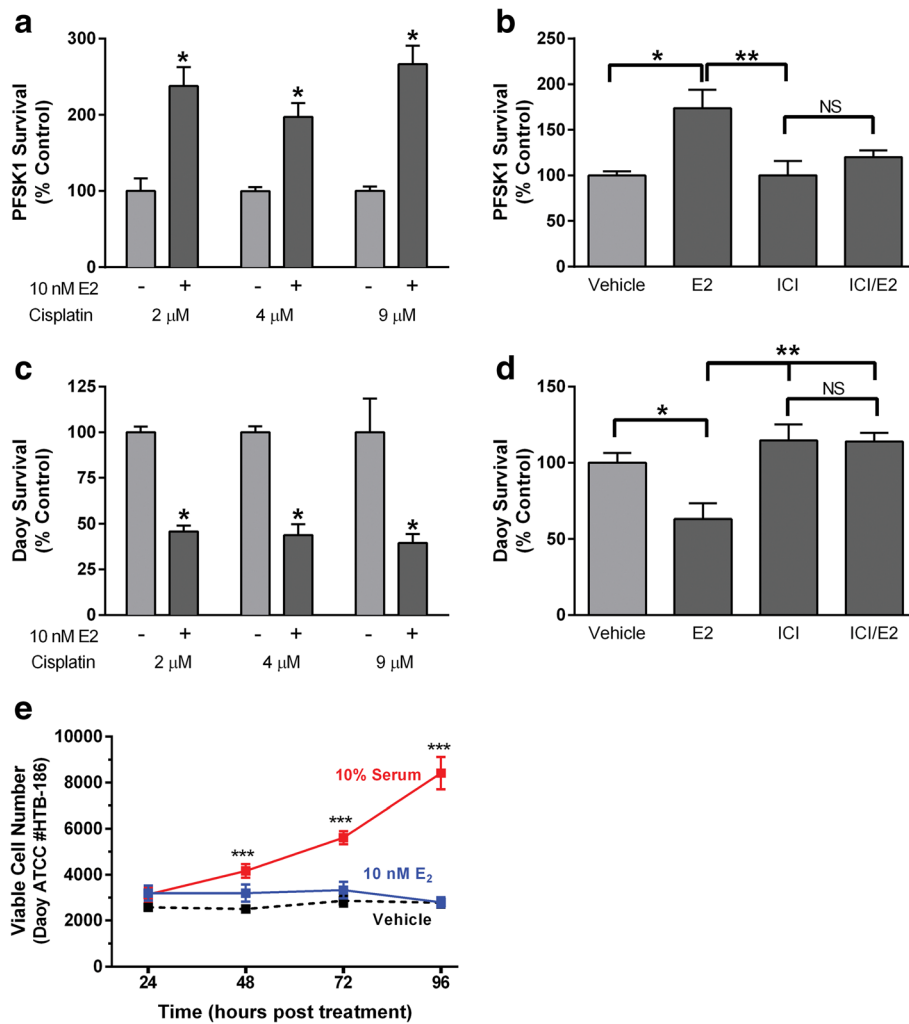 a
PFSK1 Survival
(% Control)
300
200
100
0
* * *
10 nM E2 - + - + - +
Cisplatin 2 µM 4 µM 9 µM
b
PFSK1 Survival
(% Control)
250
200
150
100
50
0
* **
NS
Vehicle E2 ICI ICI/E2
c
Daoy Survival
(% Control)
125
100
75
50
25
0
* * *
10 nM E2 - + - + - +
Cisplatin 2 µM 4 µM 9 µM
d
Daoy Survival
(% Control)
150
100
50
0
**
NS
*
Vehicle E2 ICI ICI/E2
e
Viable Cell Number
(Daoy ATCC #HTB-186)
10000
8000
6000
4000
2000
0
***
10% Serum
***
***
10 nM E₂
Vehicle
24 48 72 96
Time (hours post treatment)